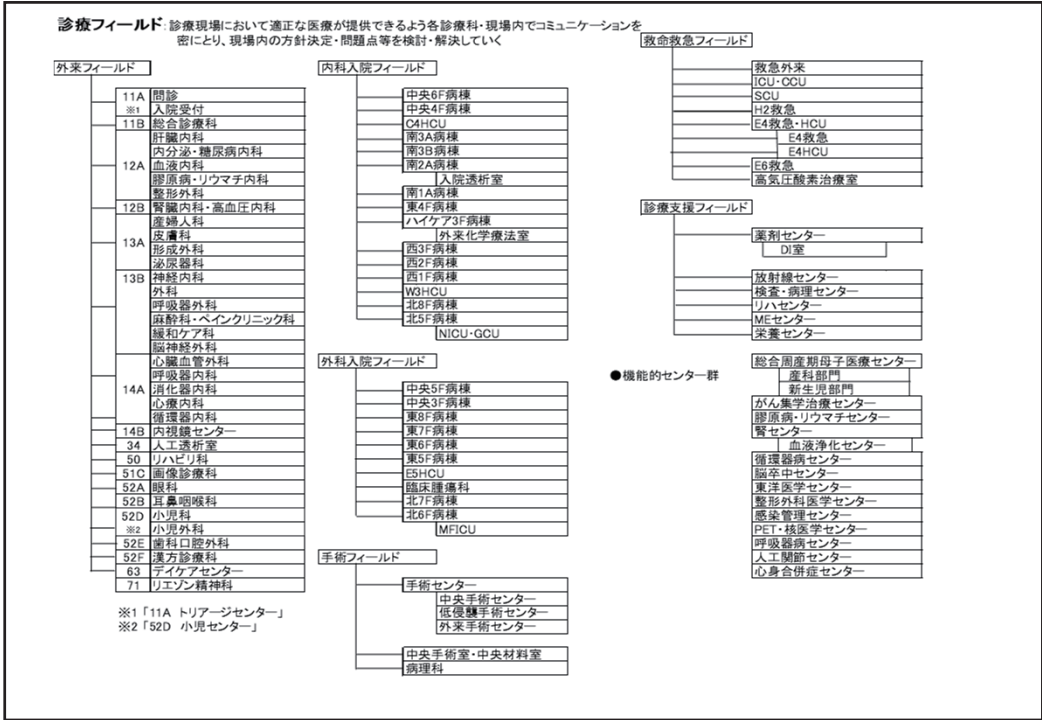 診療フィールド：診療現場において適正な医療が提供できるよう各診療科・現場内でコミュニケーションを
密にとり、現場内の方針決定・問題点等を検討・解決していく
外来フィールド
11A 問診
※1 入院受付
11B 総合診療科
肝臓内科
内分泌・糖尿病内科
12A 血液内科
膠原病・リウマチ内科
整形外科
12B 腎臓内科・高血圧内科
産婦人科
13A 皮膚科
形成外科
泌尿器科
13B 神経内科
外科
呼吸器外科
麻酔科・ペインクリニック科
緩和ケア科
脳神経外科
心臓血管外科
呼吸器内科
14A 消化器内科
心療内科
循環器内科
14B 内視鏡センター
34 人工透析室
50 リハビリ科
51C 画像診療科
52A 眼科
52B 耳鼻咽喉科
52D 小児科
※2 小児外科
52E 歯科口腔外科
52F 漢方診療科
63 デイケアセンター
71 リエゾン精神科
※1「11A トリアージセンター」
※2「52D 小児センター」
内科入院フィールド
中央6F病棟
中央4F病棟
C4HCU
南3A病棟
南3B病棟
南2A病棟
入院透析室
南1A病棟
東4F病棟
ハイケア3F病棟
外来化学療法室
西3F病棟
西2F病棟
西1F病棟
W3HCU
北8F病棟
北5F病棟
NICU・GCU
外科入院フィールド
中央5F病棟
中央3F病棟
東8F病棟
東7F病棟
東6F病棟
東5F病棟
E5HCU
臨床腫瘍科
北7F病棟
北6F病棟
MFICU
手術フィールド
手術センター
中央手術センター
低侵襲手術センター
外来手術センター
中央手術室・中央材料室
病理科
救命救急フィールド
救急外来
ICU・CCU
SCU
H2救急
E4救急・HCU
E4救急
E4HCU
E6救急
高気圧酸素治療室
診療支援フィールド
薬剤センター
DI室
放射線センター
検査・病理センター
リハセンター
MEセンター
栄養センター
●機能的センター群
総合周産期母子医療センター
産科部門
新生児部門
がん集学治療センター
膠原病・リウマチセンター
腎センター
血液浄化センター
循環器病センター
脳卒中センター
東洋医学センター
整形外科医学センター
感染管理センター
PET・核医学センター
呼吸器病センター
人工関節センター
心身合併症センター